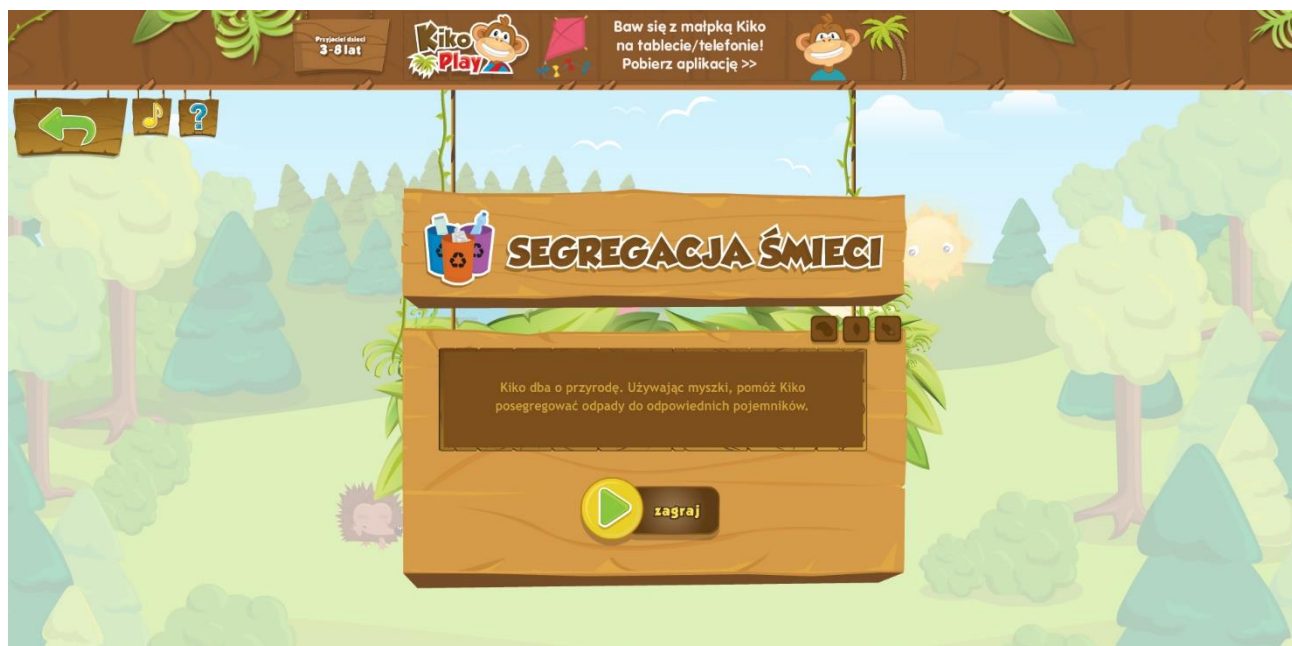 Przyjaciel dzieci
3-8 lat
Kiko
Play
Baw się z małpką Kiko
na tablecie/telefonie!
Pobierz aplikację >>
?
SEGREGACJA ŚMIECI
Kiko dba o przyrodę. Używając myszki, pomóż Kiko
posegregować odpady do odpowiednich pojemników.
zagraj